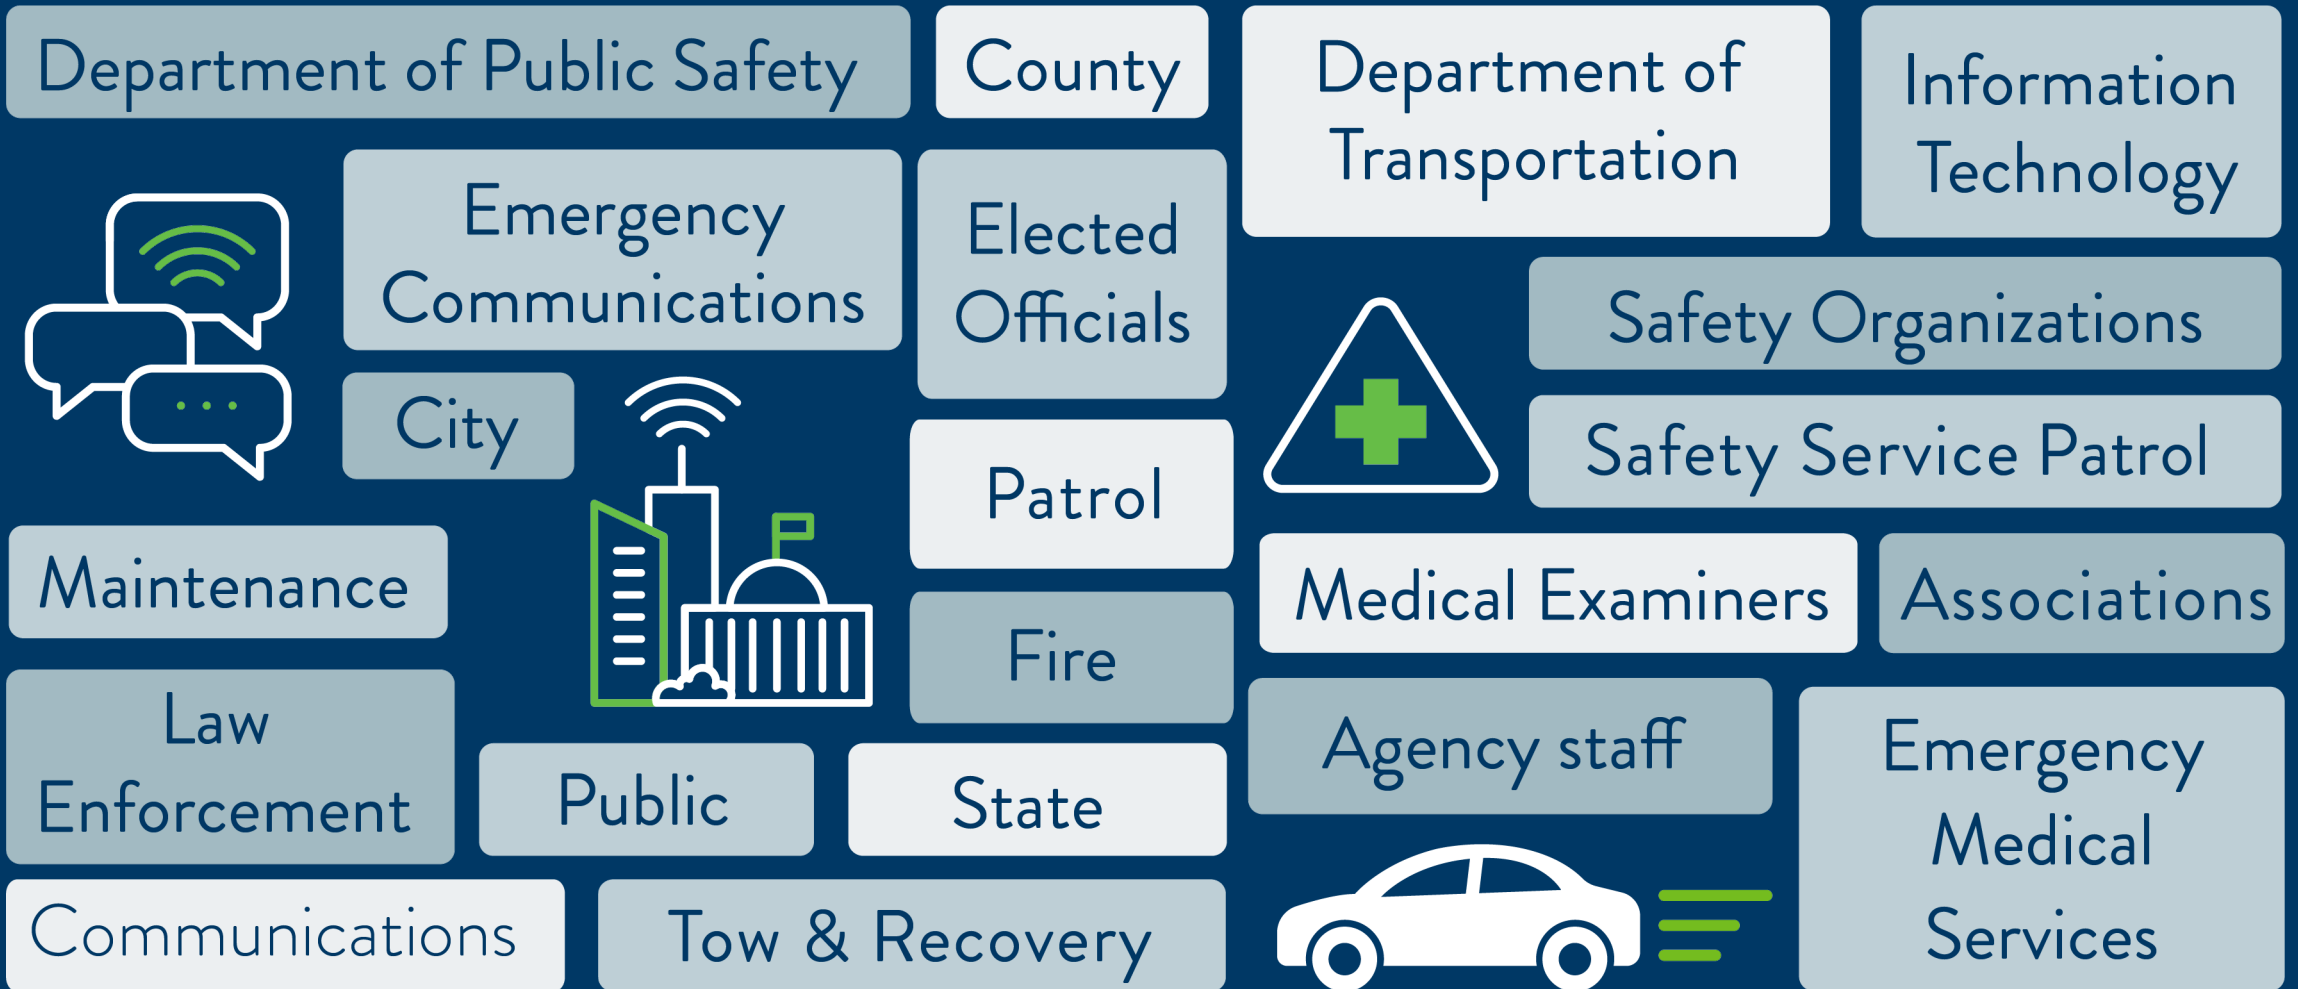 Department of Public Safety
County
Department of
Transportation
Information
Technology
Emergency
Communications
Elected
Officials
Safety Organizations
City
Safety Service Patrol
Patrol
Maintenance
Medical Examiners
Associations
Fire
Law
Enforcement
Public
State
Agency staff
Emergency
Medical
Services
Communications
Tow & Recovery